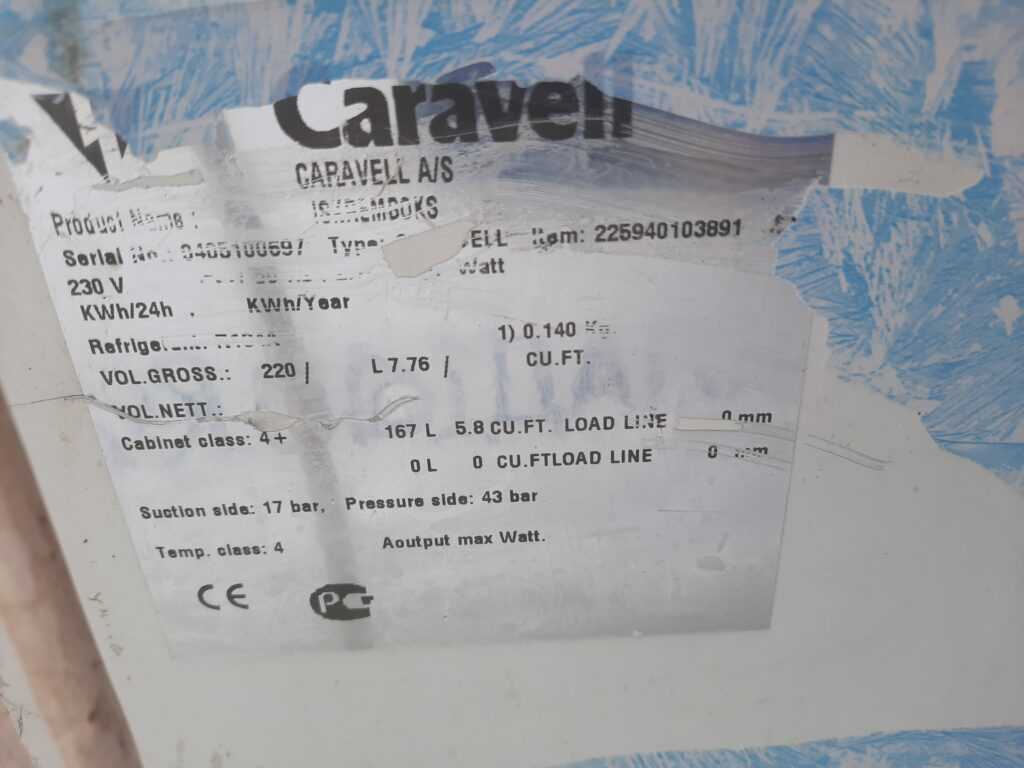 Caravell
CARAVELL A/S
Product Name :
Serial No.: Type: ELL Item: 225940103891
230 V Watt
KWh/24h . KWh/Year
1) 0.140 Kg.
VOL.GROSS.: 220 / L 7.76 / CU.FT.
VOL.NETT.:
Cabinet class: 4+ 167 L 5.8 CU.FT. LOAD LINE 0 mm
0 L 0 CU.FTLOAD LINE 0 mm
Suction side: 17 bar, Pressure side: 43 bar
Temp. class: 4 Aoutput max Watt.
CE PC